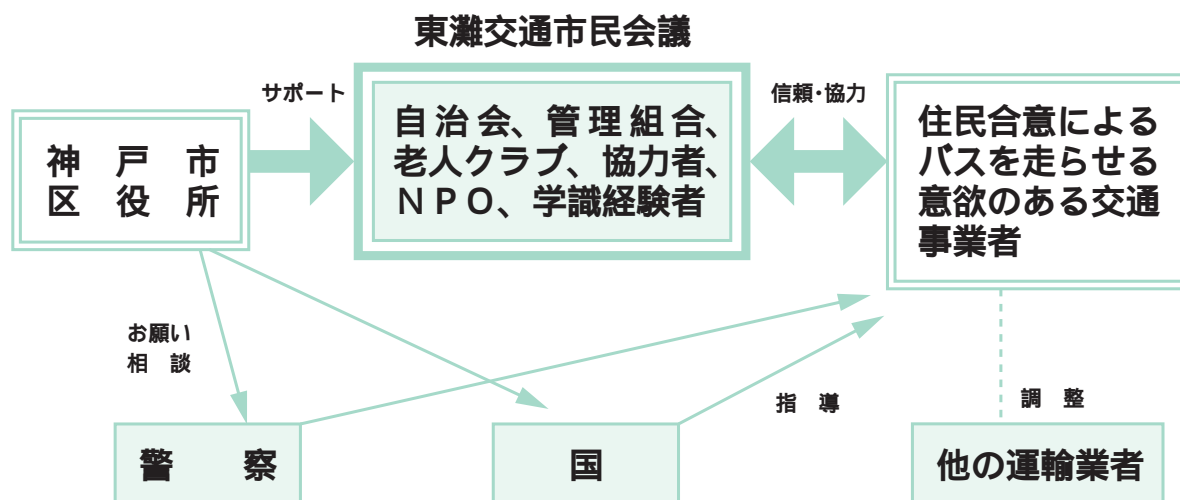 東灘交通市民会議
サポート
信頼･協力
神戸市
区役所
自治会、管理組合、
老人クラブ、協力者、
ＮＰＯ、学識経験者
住民合意による
バスを走らせる
意欲のある交通
事業者
お願い
相談
指導
調整
警察
国
他の運輸業者